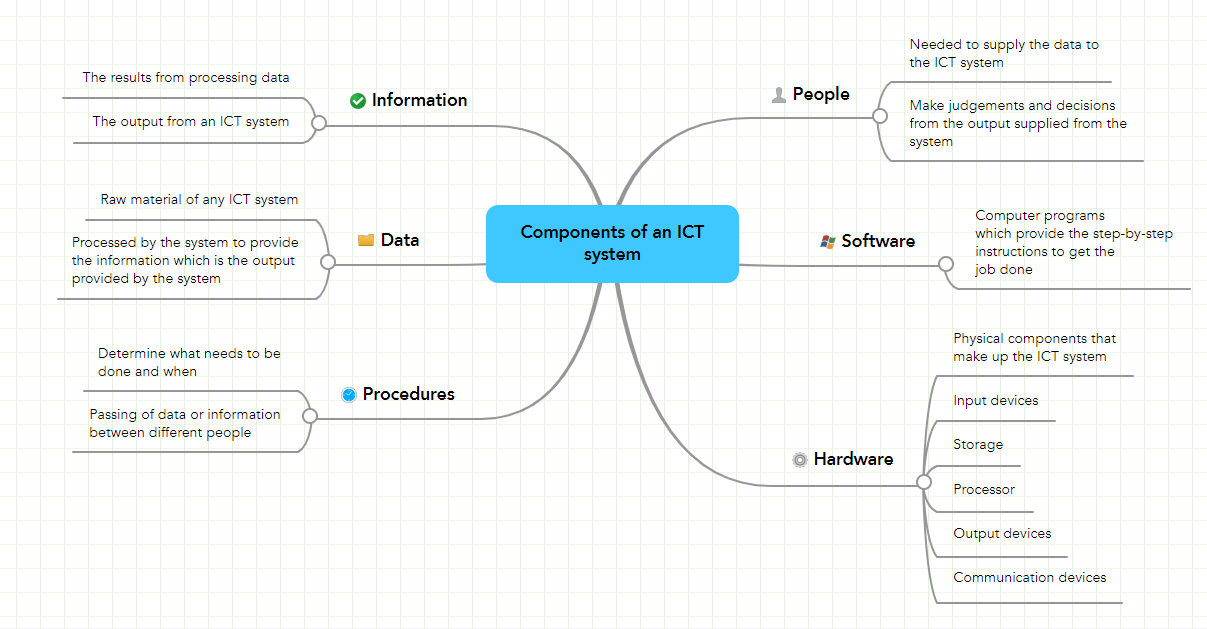 Components of an ICT
system
People
Needed to supply the data to
the ICT system
Make judgements and decisions
from the output supplied from the
system
Software
Computer programs
which provide the step-by-step
instructions to get the
job done
Hardware
Physical components that
make up the ICT system
Input devices
Storage
Processor
Output devices
Communication devices
Information
The results from processing data
The output from an ICT system
Data
Raw material of any ICT system
Processed by the system to provide
the information which is the output
provided by the system
Procedures
Determine what needs to be
done and when
Passing of data or information
between different people